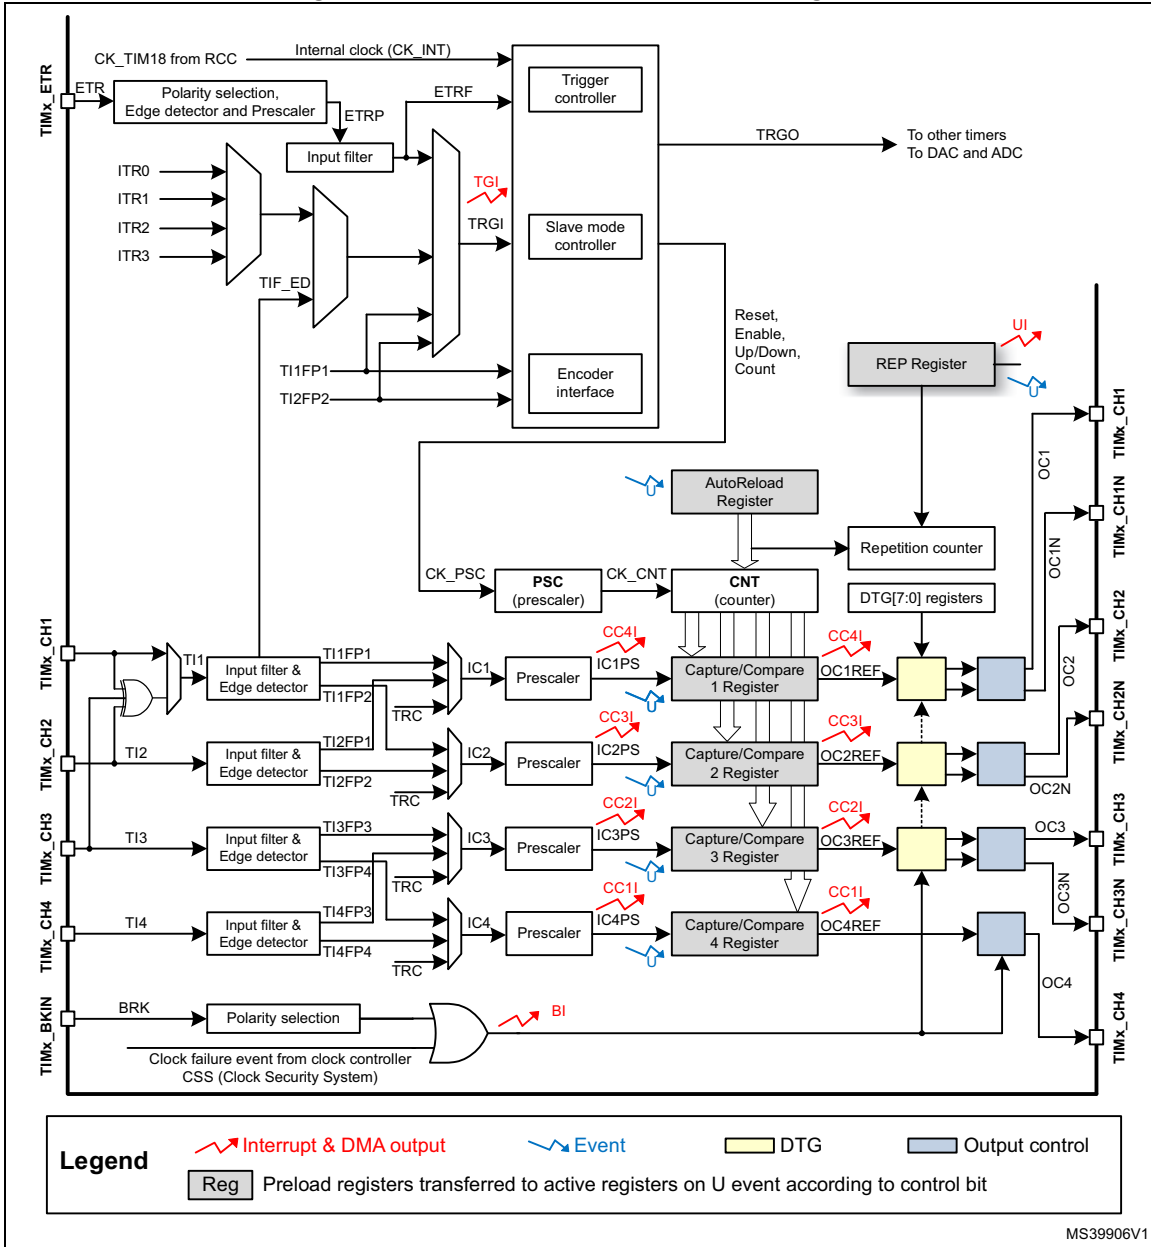 CK_TIM18 from RCC
Internal clock (CK_INT)
TIMx_ETR
ETR
Polarity selection,
Edge detector and Prescaler
ETRP
ETRF
Input filter
Trigger
controller
TRGO
To other timers
To DAC and ADC
ITR0
ITR1
ITR2
ITR3
TGI
TRGI
Slave mode
controller
TIF_ED
TI1FP1
TI2FP2
Encoder
interface
Reset,
Enable,
Up/Down,
Count
UI
REP Register
U
AutoReload
Register
U
Repetition counter
CK_PSC
PSC
(prescaler)
CK_CNT
CNT
(counter)
DTG[7:0] registers
TIMx_CH1
TI1
Input filter &
Edge detector
TI1FP1
TI1FP2
TRC
IC1
Prescaler
CC4I
IC1PS
U
Capture/Compare
1 Register
CC4I
OC1REF
TIMx_CH2
TI2
Input filter &
Edge detector
TI2FP1
TI2FP2
TRC
IC2
Prescaler
CC3I
IC2PS
U
Capture/Compare
2 Register
CC3I
OC2REF
TIMx_CH3
TI3
Input filter &
Edge detector
TI3FP3
TI3FP4
TRC
IC3
Prescaler
CC2I
IC3PS
U
Capture/Compare
3 Register
CC2I
OC3REF
TIMx_CH4
TI4
Input filter &
Edge detector
TI4FP3
TI4FP4
TRC
IC4
Prescaler
CC1I
IC4PS
U
Capture/Compare
4 Register
CC1I
OC4REF
OC1
TIMx_CH1
OC1N
TIMx_CH1N
OC2
TIMx_CH2
OC2N
TIMx_CH2N
OC3
TIMx_CH3
OC3N
TIMx_CH3N
OC4
TIMx_CH4
TIMx_BKIN
BRK
Polarity selection
BI
Clock failure event from clock controller
CSS (Clock Security System)
Legend
Interrupt & DMA output
Event
DTG
Output control
Reg
Preload registers transferred to active registers on U event according to control bit
MS39906V1